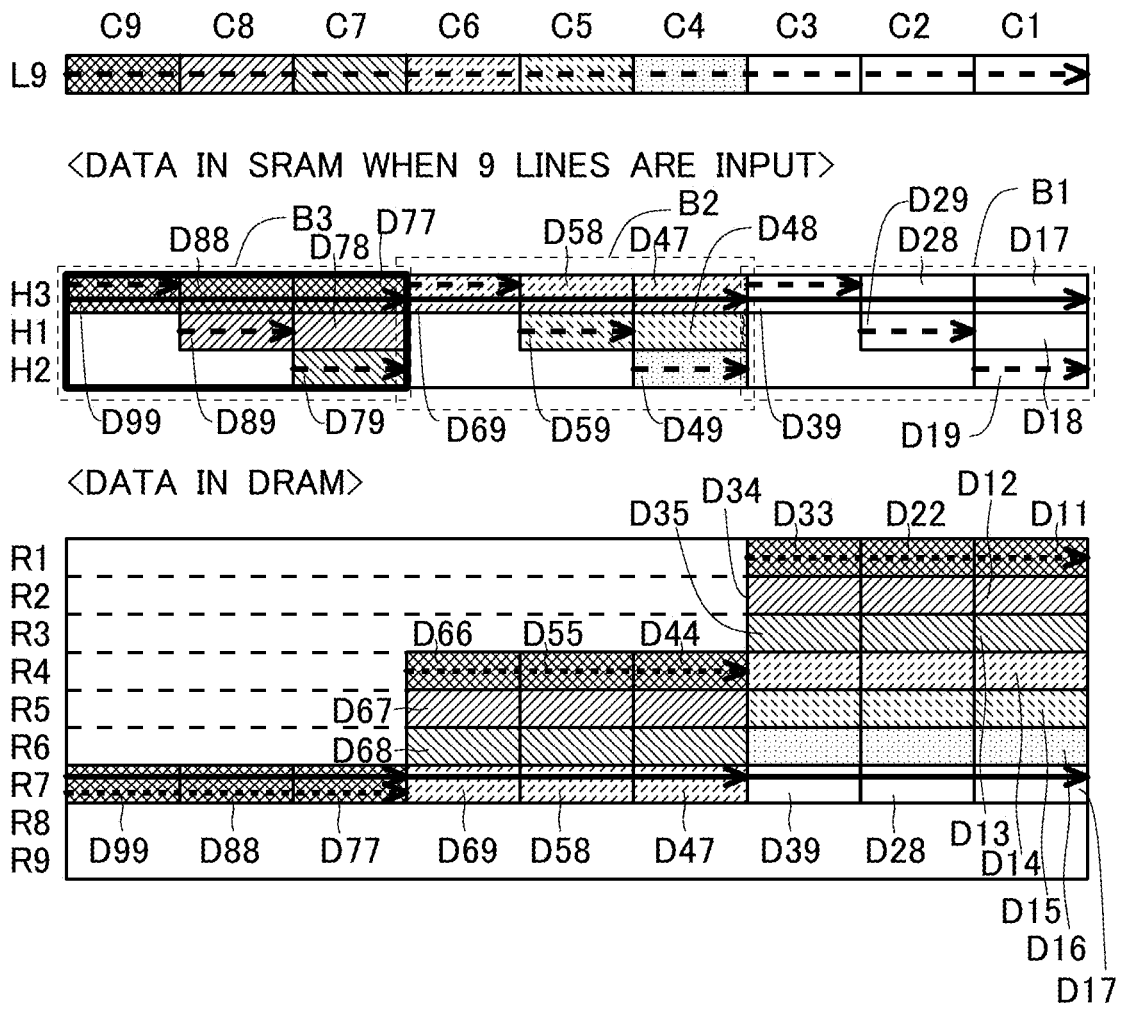 C9 C8 C7 C6 C5 C4 C3 C2 C1
L9
<DATA IN SRAM WHEN 9 LINES ARE INPUT>
B3 B2 B1
D88 D78 D77 D58 D47 D48 D29 D28 D17
H3
H1
H2
D99 D89 D79 D69 D59 D49 D39 D19 D18
<DATA IN DRAM>
D35 D34 D33 D22 D12 D11
R1
R2
R3
D66 D55 D44
R4
R5 D67
R6 D68
R7
R8
D99 D88 D77 D69 D58 D47 D39 D28 D13
R9
D14
D15
D16
D17